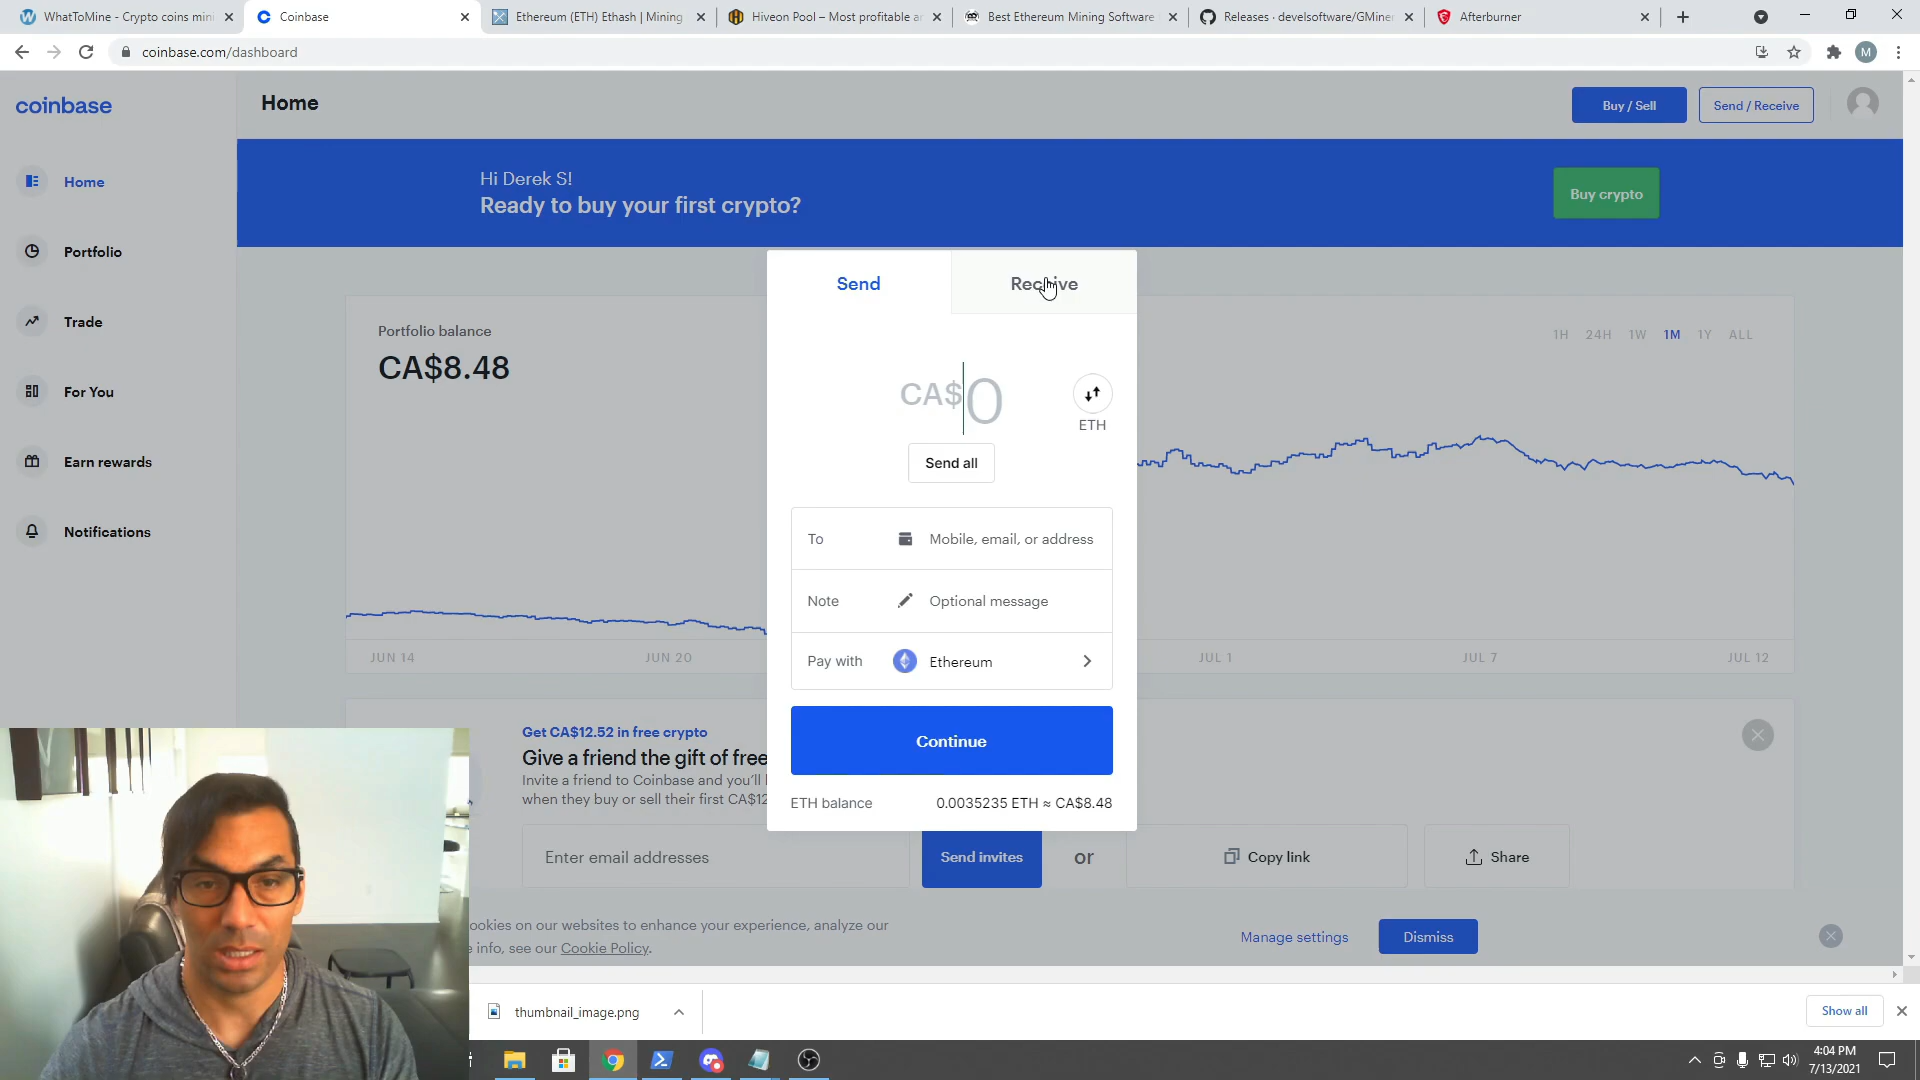 WhatToMine - Crypto coins mini
Coinbase
Ethereum (ETH) Ethash | Mining
Hiveon Pool – Most profitable a
Best Ethereum Mining Software
Releases · develsoftware/GMiner
Afterburner
coinbase.com/dashboard
M
coinbase
Home
Buy / Sell
Send / Receive
Home
Portfolio
Trade
For You
Earn rewards
Notifications
Hi Derek S!
Ready to buy your first crypto?
Buy crypto
Portfolio balance
CA$8.48
1H 24H 1W 1M 1Y ALL
Send
Receive
CA$0
ETH
Send all
To Mobile, email, or address
Note Optional message
Pay with Ethereum
Continue
ETH balance 0.0035235 ETH ≈ CA$8.48
JUN 14 JUN 20 JUL 1 JUL 7 JUL 12
Get CA$12.52 in free crypto
Give a friend the gift of free
Invite a friend to Coinbase and you'll
when they buy or sell their first CA$12
Enter email addresses
Send invites
or
Copy link
Share
ookies on our websites to enhance your experience, analyze our
e info, see our Cookie Policy.
Manage settings
Dismiss
thumbnail_image.png
Show all
4:04 PM
7/13/2021